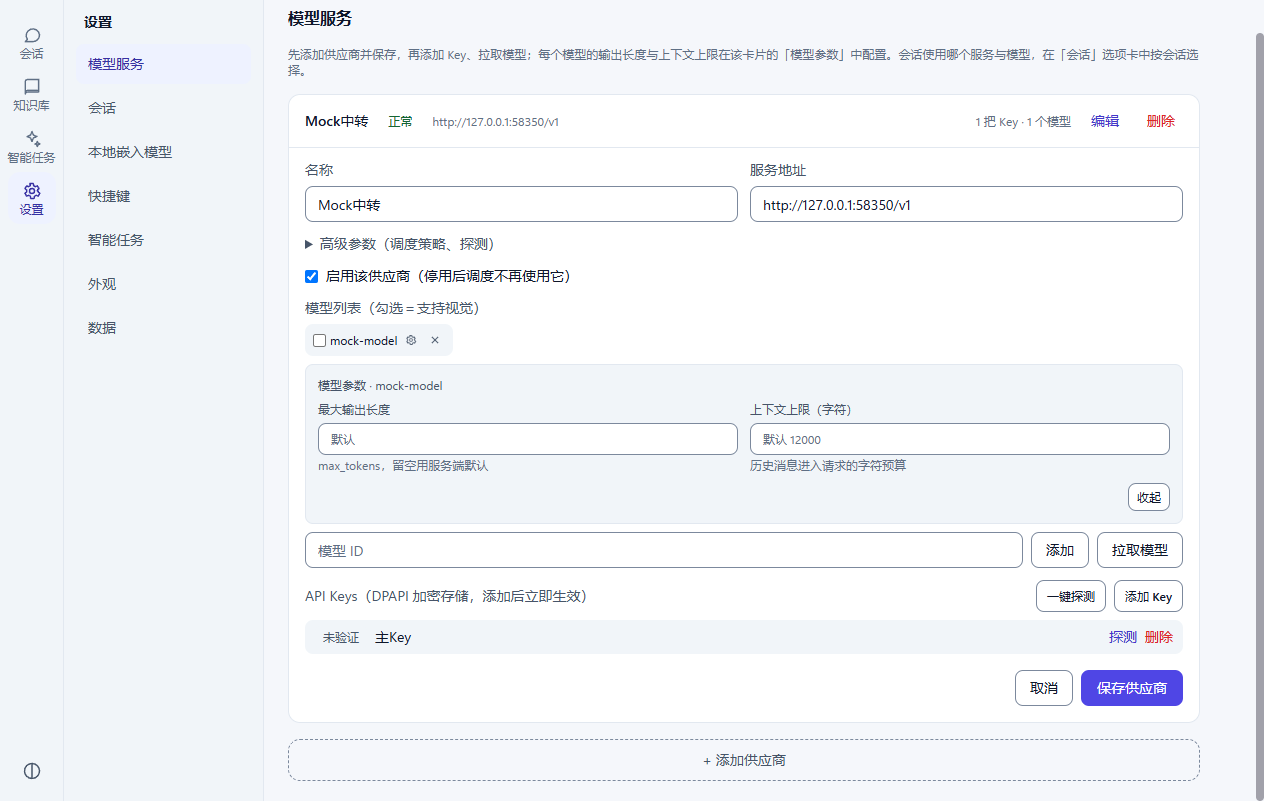 会话
知识库
智能任务
设置
设置
模型服务
会话
本地嵌入模型
快捷键
智能任务
外观
数据
模型服务
先添加供应商并保存，再添加 Key、拉取模型；每个模型的输出长度与上下文上限在该卡片的「模型参数」中配置。会话使用哪个服务与模型，在「会话」选项卡中按会话选
择。
Mock中转 正常 http://127.0.0.1:58350/v1 1 把 Key · 1 个模型 编辑 删除
名称 服务地址
Mock中转 http://127.0.0.1:58350/v1
▶ 高级参数（调度策略、探测）
启用该供应商（停用后调度不再使用它）
模型列表（勾选＝支持视觉）
mock-model ✕
模型参数 · mock-model
最大输出长度 上下文上限（字符）
默认 默认 12000
max_tokens，留空用服务端默认 历史消息进入请求的字符预算
收起
模型 ID 添加 拉取模型
API Keys（DPAPI 加密存储，添加后立即生效） 一键探测 添加 Key
未验证 主Key 探测 删除
取消 保存供应商
+ 添加供应商